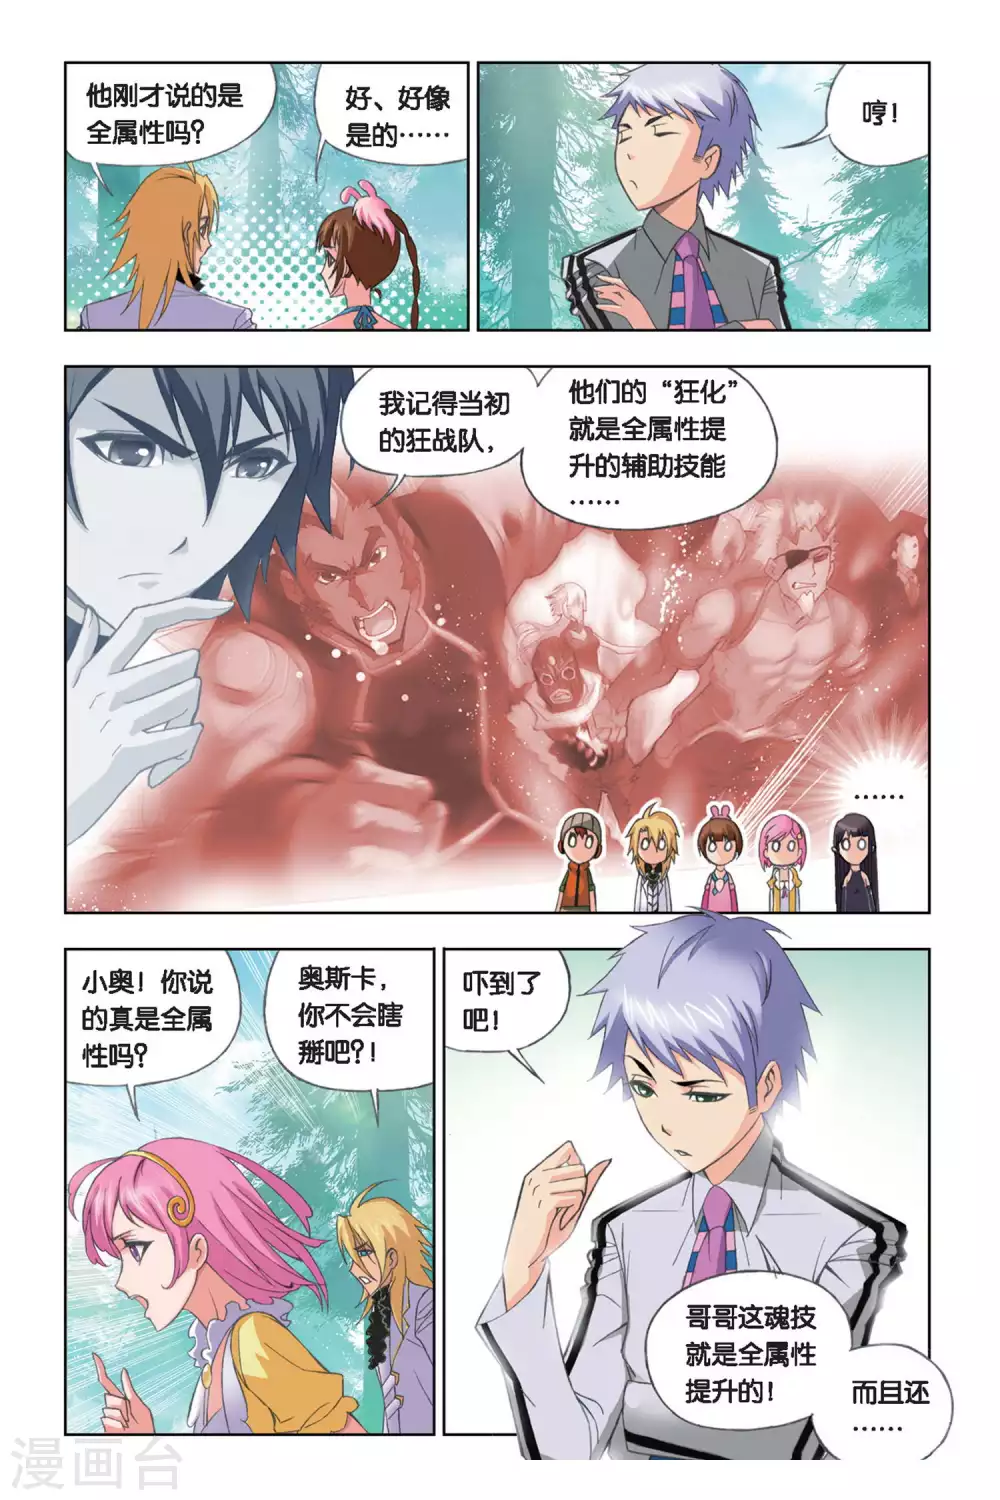 他刚才说的是
全属性吗？
好、好像
是的……
哼！
我记得当初
的狂战队，
他们的“狂化”
就是全属性提
升的辅助技能
……
……
小奥！你说
的真是全属
性吗？
奥斯卡，
你不会瞎
掰吧？！
吓到了
吧！
哥哥这魂技
就是全属性
提升的！
而且还
……
漫画台